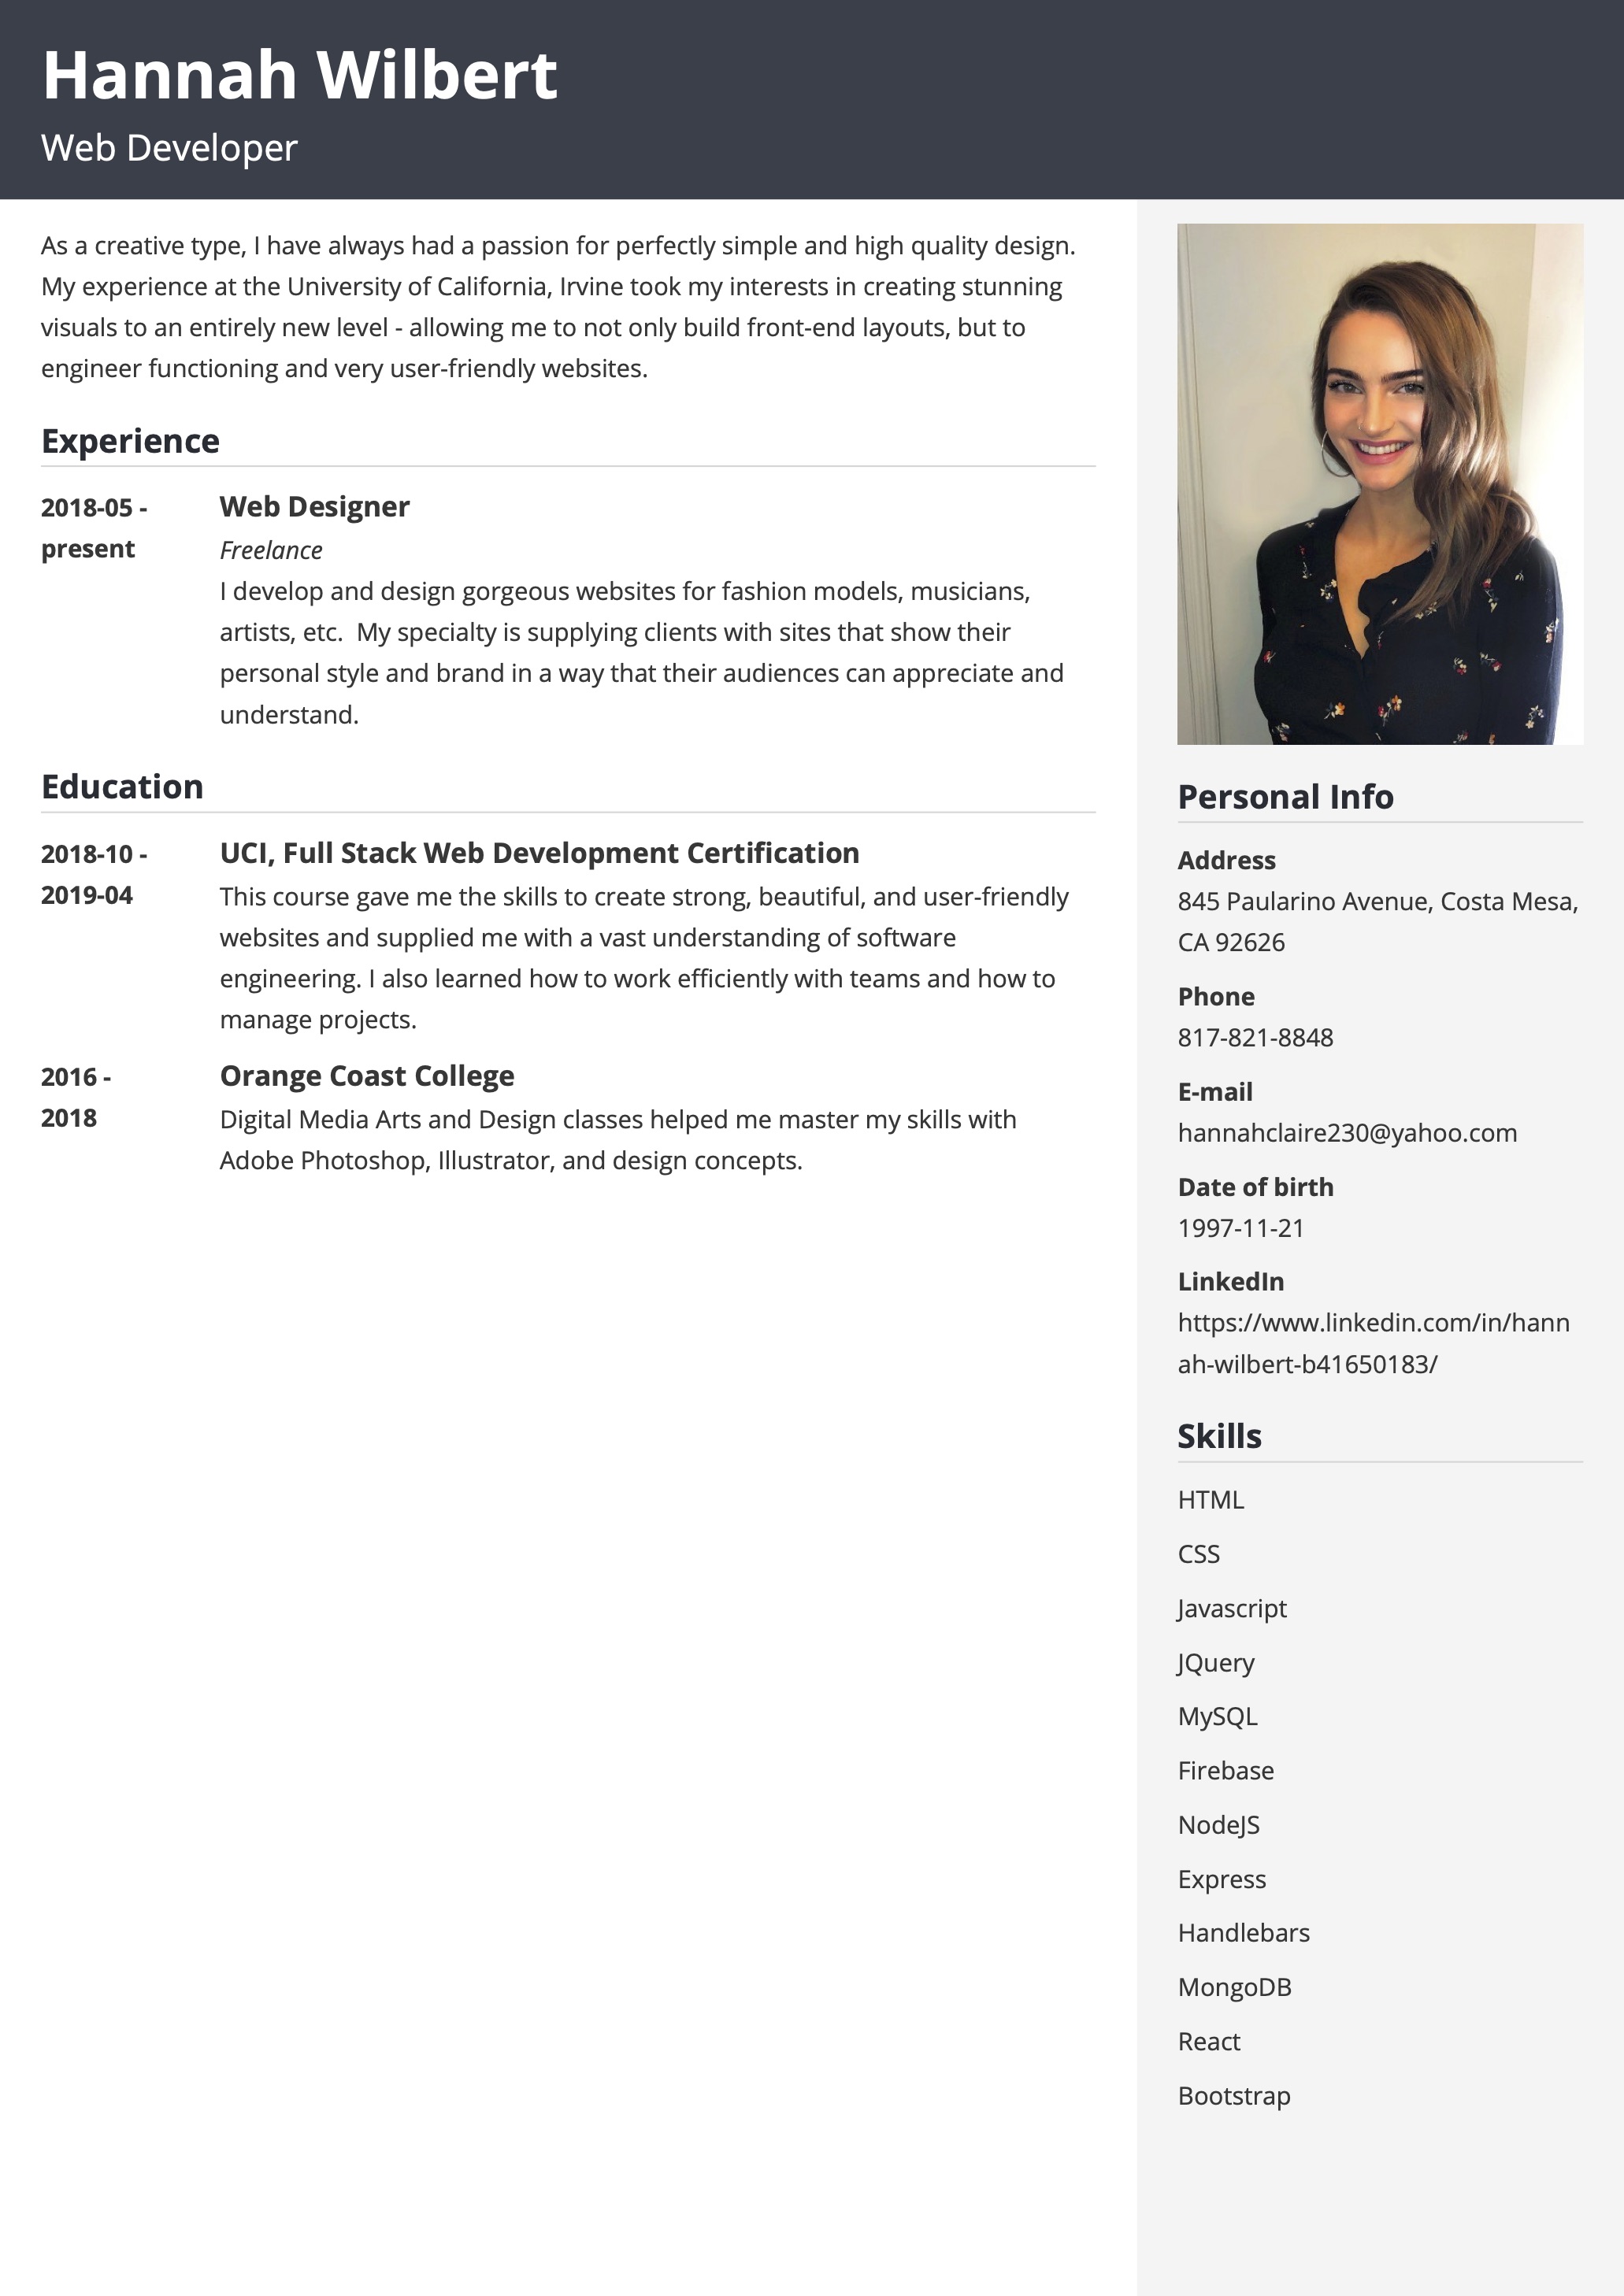 Hannah Wilbert
Web Developer
As a creative type, I have always had a passion for perfectly simple and high quality design.
My experience at the University of California, Irvine took my interests in creating stunning
visuals to an entirely new level - allowing me to not only build front-end layouts, but to
engineer functioning and very user-friendly websites.
Experience
2018-05 -
present
Web Designer
Freelance
I develop and design gorgeous websites for fashion models, musicians,
artists, etc.  My specialty is supplying clients with sites that show their
personal style and brand in a way that their audiences can appreciate and
understand.
Education
2018-10 -
2019-04
UCI, Full Stack Web Development Certification
This course gave me the skills to create strong, beautiful, and user-friendly
websites and supplied me with a vast understanding of software
engineering. I also learned how to work efficiently with teams and how to
manage projects.
2016 -
2018
Orange Coast College
Digital Media Arts and Design classes helped me master my skills with
Adobe Photoshop, Illustrator, and design concepts.
Personal Info
Address
845 Paularino Avenue, Costa Mesa,
CA 92626
Phone
817-821-8848
E-mail
hannahclaire230@yahoo.com
Date of birth
1997-11-21
LinkedIn
https://www.linkedin.com/in/hann
ah-wilbert-b41650183/
Skills
HTML
CSS
Javascript
JQuery
MySQL
Firebase
NodeJS
Express
Handlebars
MongoDB
React
Bootstrap